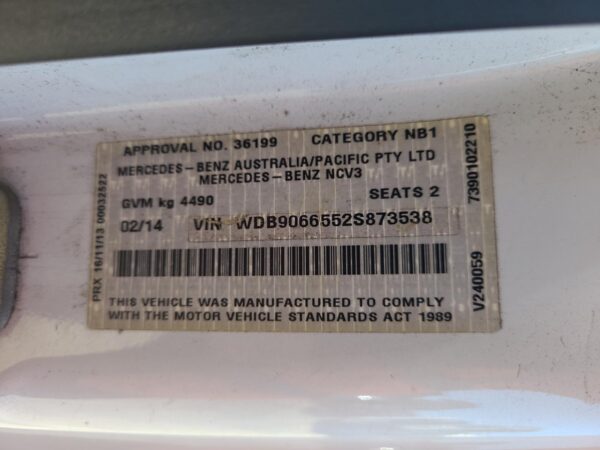 APPROVAL NO. 36199 CATEGORY NB1
MERCEDES-BENZ AUSTRALIA/PACIFIC PTY LTD
MERCEDES-BENZ NCV3
GVM kg 4490 SEATS 2
02/14 VIN WDB9066552S873538
THIS VEHICLE WAS MANUFACTURED TO COMPLY
WITH THE MOTOR VEHICLE STANDARDS ACT 1989
PRX 16/11/13 00032522
7390102210
V240059